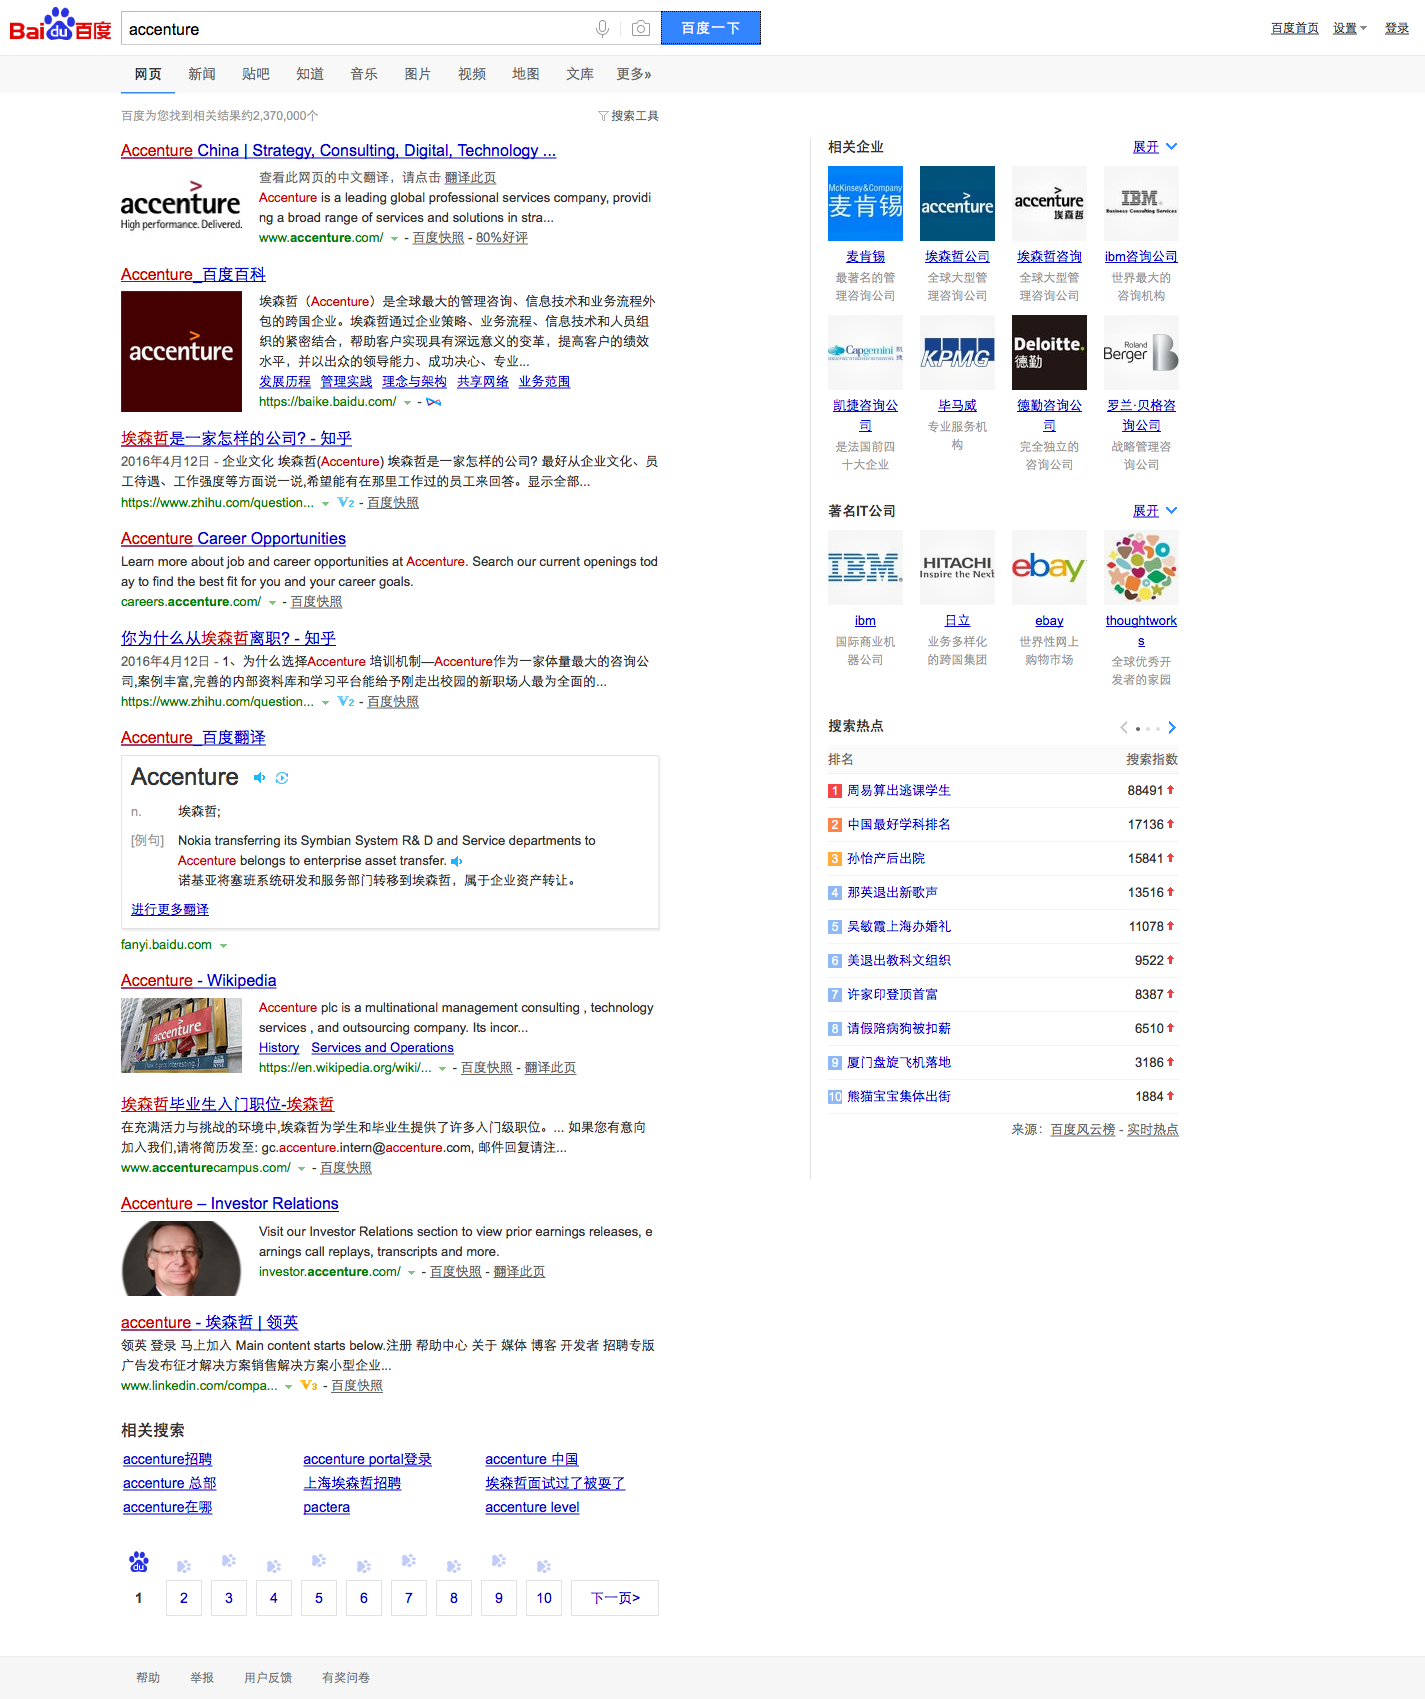 Baidu百度
accenture
百度一下
百度首页 设置 登录
网页 新闻 贴吧 知道 音乐 图片 视频 地图 文库 更多»
百度为您找到相关结果约2,370,000个
搜索工具
Accenture China | Strategy, Consulting, Digital, Technology ...
accenture
High performance. Delivered.
查看此网页的中文翻译，请点击 翻译此页
Accenture is a leading global professional services company, providi
ng a broad range of services and solutions in stra...
www.accenture.com/ - 百度快照 - 80%好评
Accenture_百度百科
accenture
埃森哲（Accenture）是全球最大的管理咨询、信息技术和业务流程外
包的跨国企业。埃森哲通过企业策略、业务流程、信息技术和人员组
织的紧密结合，帮助客户实现具有深远意义的变革，提高客户的绩效
水平，并以出众的领导能力、成功决心、专业...
发展历程 管理实践 理念与架构 共享网络 业务范围
https://baike.baidu.com/ -
埃森哲是一家怎样的公司? - 知乎
2016年4月12日 - 企业文化 埃森哲(Accenture) 埃森哲是一家怎样的公司? 最好从企业文化、员
工待遇、工作强度等方面说一说,希望能有在那里工作过的员工来回答。显示全部...
https://www.zhihu.com/question... V2 - 百度快照
Accenture Career Opportunities
Learn more about job and career opportunities at Accenture. Search our current openings tod
ay to find the best fit for you and your career goals.
careers.accenture.com/ - 百度快照
你为什么从埃森哲离职? - 知乎
2016年4月12日 - 1、为什么选择Accenture 培训机制—Accenture作为一家体量最大的咨询公
司,案例丰富,完善的内部资料库和学习平台能给予刚走出校园的新职场人最为全面的...
https://www.zhihu.com/question... V2 - 百度快照
Accenture_百度翻译
Accenture
n. 埃森哲;
[例句] Nokia transferring its Symbian System R& D and Service departments to
Accenture belongs to enterprise asset transfer.
诺基亚将塞班系统研发和服务部门转移到埃森哲，属于企业资产转让。
进行更多翻译
fanyi.baidu.com
Accenture - Wikipedia
accenture
Accenture plc is a multinational management consulting , technology
services , and outsourcing company. Its incor...
History Services and Operations
https://en.wikipedia.org/wiki/... - 百度快照 - 翻译此页
埃森哲毕业生入门职位-埃森哲
在充满活力与挑战的环境中,埃森哲为学生和毕业生提供了许多入门级职位。... 如果您有意向
加入我们,请将简历发至: gc.accenture.intern@accenture.com, 邮件回复请注...
www.accenturecampus.com/ - 百度快照
Accenture – Investor Relations
Visit our Investor Relations section to view prior earnings releases, e
arnings call replays, transcripts and more.
investor.accenture.com/ - 百度快照 - 翻译此页
accenture - 埃森哲 | 领英
领英 登录 马上加入 Main content starts below.注册 帮助中心 关于 媒体 博客 开发者 招聘专版
广告发布征才解决方案销售解决方案小型企业...
www.linkedin.com/compa... V3 - 百度快照
相关搜索
accenture招聘 accenture portal登录 accenture 中国
accenture 总部 上海埃森哲招聘 埃森哲面试过了被耍了
accenture在哪 pactera accenture level
du
1 2 3 4 5 6 7 8 9 10 下一页>
相关企业 展开
McKinsey&Company
麦肯锡
accenture
accenture
埃森哲
IBM
Business Consulting Services
麦肯锡 埃森哲公司 埃森哲咨询 ibm咨询公司
最著名的管 全球大型管 全球大型管 世界最大的
理咨询公司 理咨询公司 理咨询公司 咨询机构
Capgemini 凯捷
KPMG
Deloitte.
德勤
Roland
Berger B
凯捷咨询公 毕马威 德勤咨询公 罗兰·贝格咨
司 司 询公司
是法国前四 专业服务机 完全独立的 战略管理咨
十大企业 构 咨询公司 询公司
著名IT公司 展开
IBM.
HITACHI
Inspire the Next
ebay
ibm 日立 ebay thoughtwork
s
国际商业机 业务多样化 世界性网上 全球优秀开
器公司 的跨国集团 购物市场 发者的家园
搜索热点
排名 搜索指数
1 周易算出逃课学生 88491
2 中国最好学科排名 17136
3 孙怡产后出院 15841
4 那英退出新歌声 13516
5 吴敏霞上海办婚礼 11078
6 美退出教科文组织 9522
7 许家印登顶首富 8387
8 请假陪病狗被扣薪 6510
9 厦门盘旋飞机落地 3186
10 熊猫宝宝集体出街 1884
来源：百度风云榜 - 实时热点
帮助 举报 用户反馈 有奖问卷